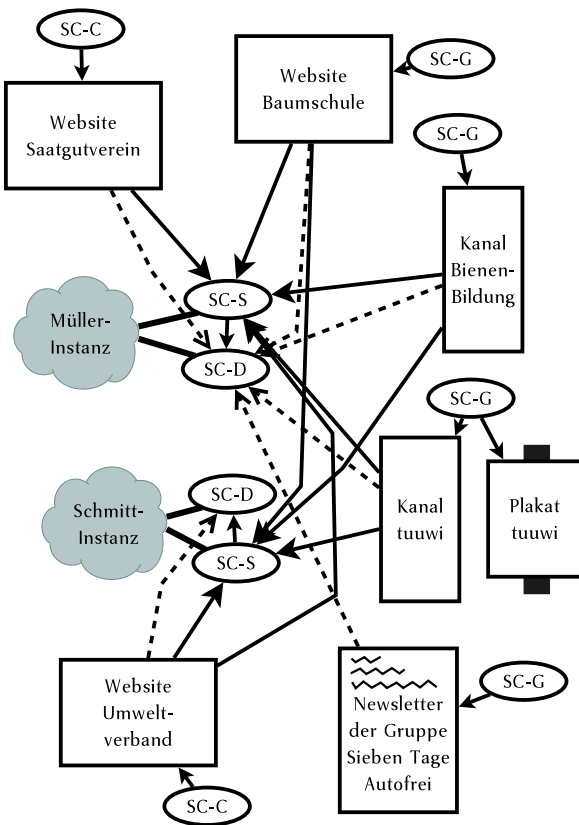 SC-C
Website
Saatgutverein
Website
Baumschule
SC-G
SC-G
Kanal
Bienen-
Bildung
Müller-
Instanz
SC-S
SC-D
SC-G
Schmitt-
Instanz
SC-D
SC-S
Kanal
tuuwi
Plakat
tuuwi
Website
Umwelt-
verband
SC-C
Newsletter
der Gruppe
Sieben Tage
Autofrei
SC-G